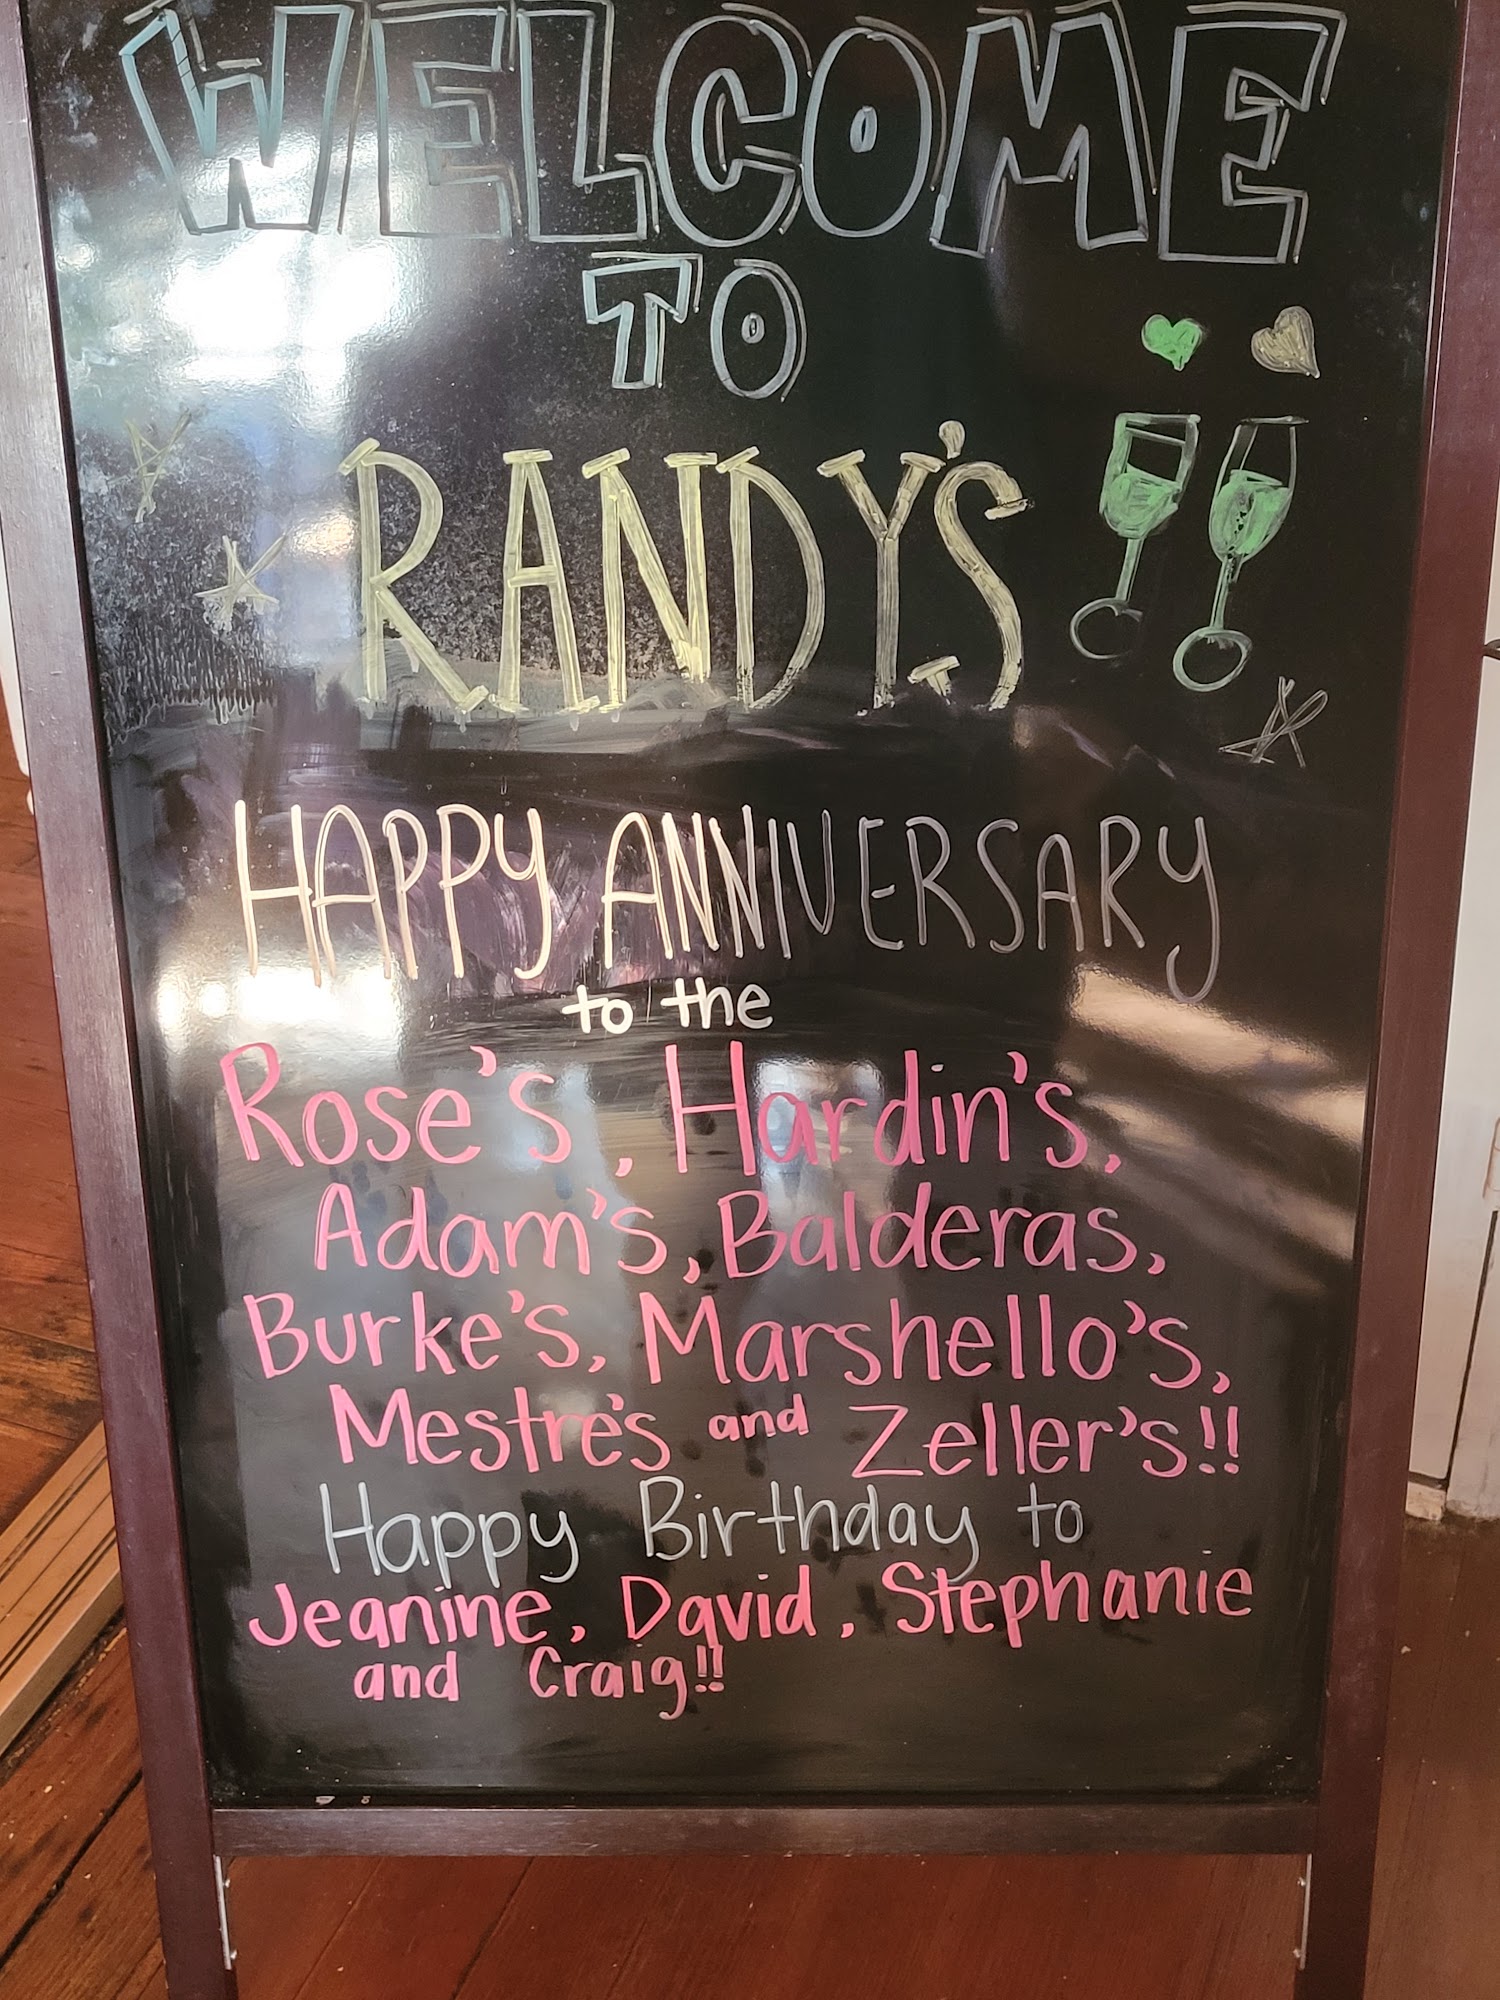 WELCOME
TO
RANDY'S
HAPPY ANNIVERSARY
to the
Rose's, Hardin's,
Adam's, Balderas,
Burke's, Marshello's,
Mestre's and Zeller's!!
Happy Birthday to
Jeanine, David, Stephanie
and Craig!!